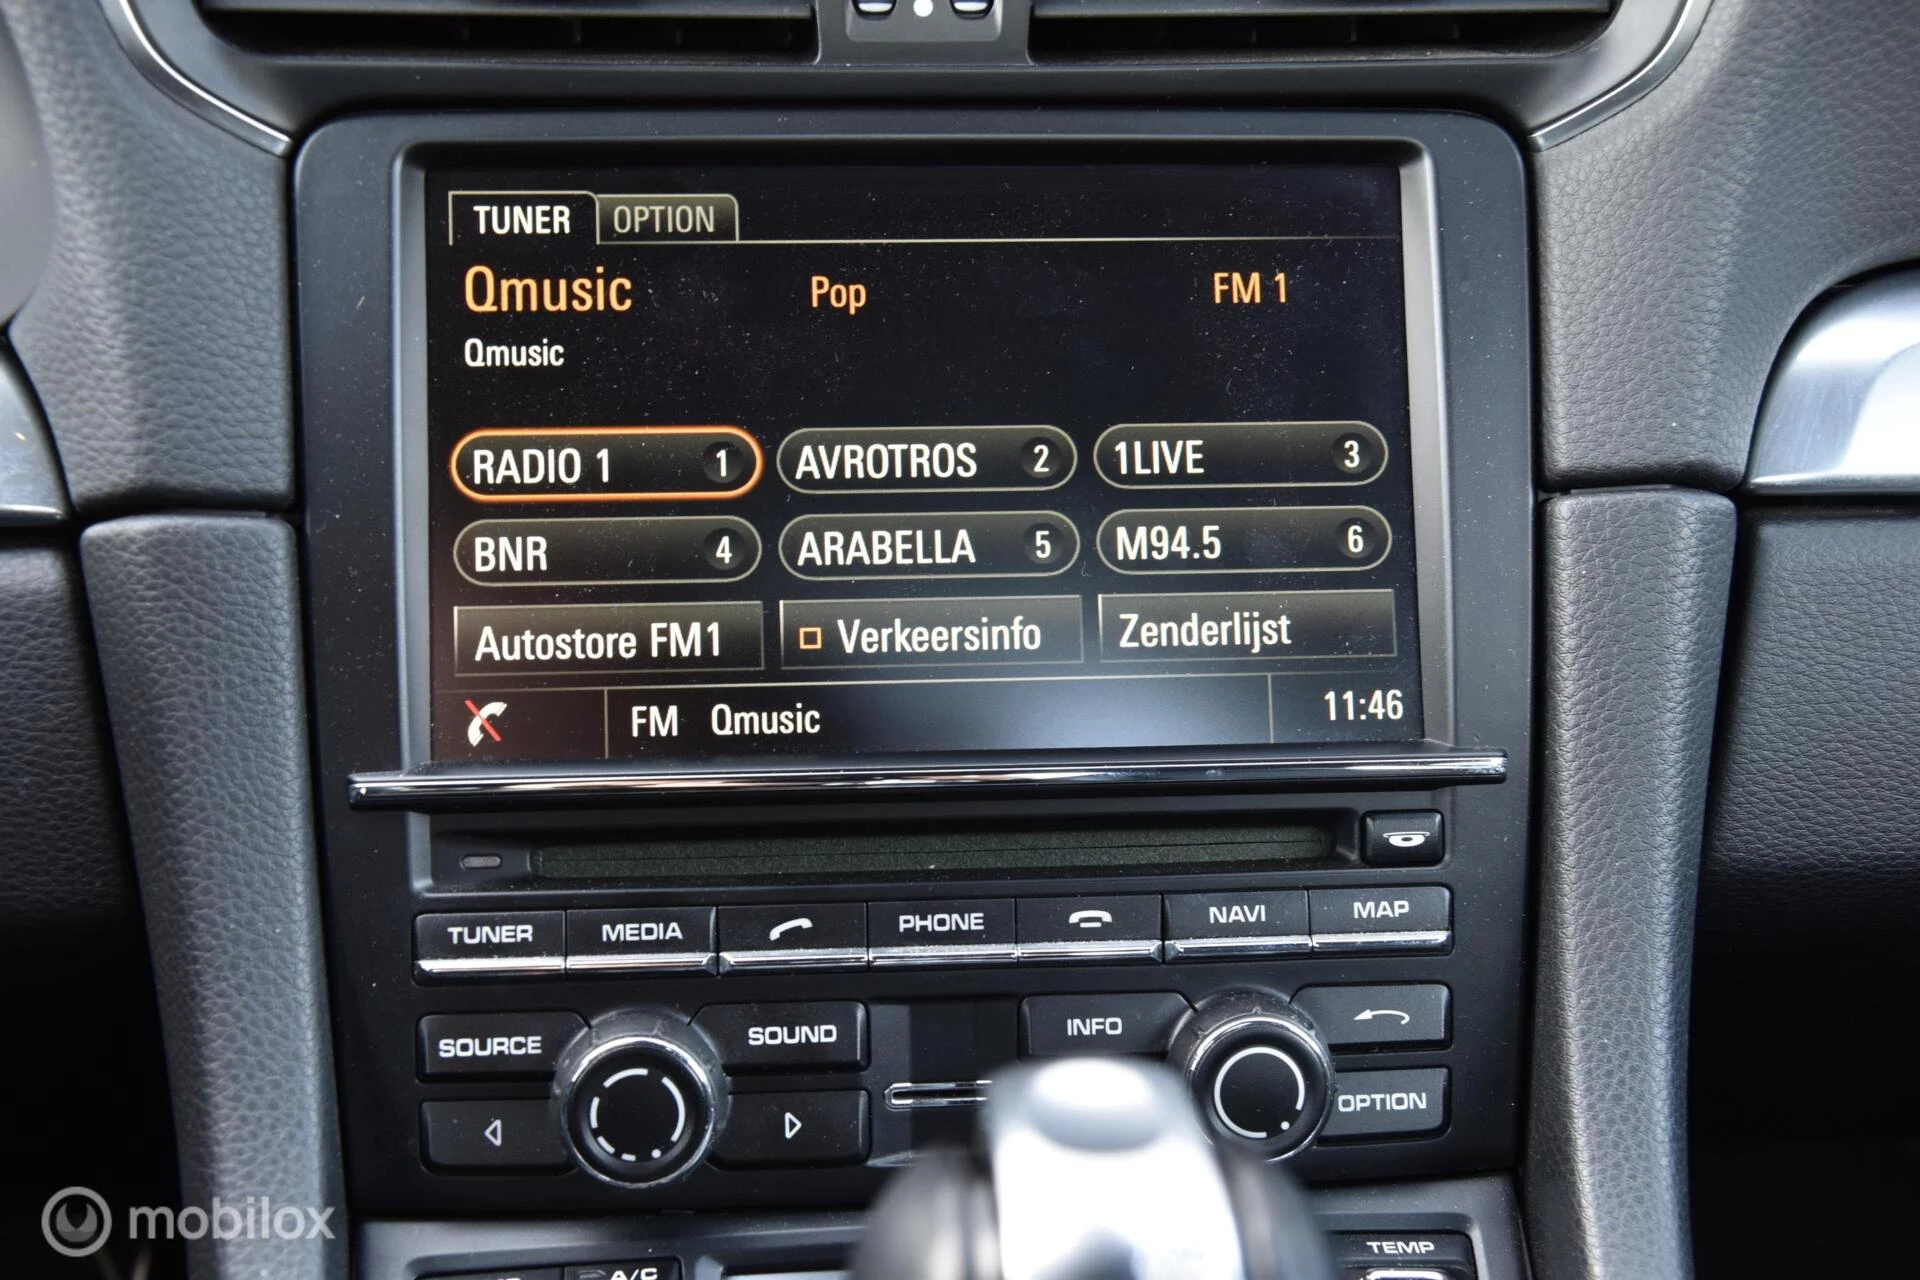 TUNER OPTION
Qmusic Pop FM 1
Qmusic
RADIO 1 1 AVROTROS 2 1LIVE 3
BNR 4 ARABELLA 5 M94.5 6
Autostore FM1 Verkeersinfo Zenderlijst
FM Qmusic 11:46
TUNER MEDIA PHONE NAVI MAP
SOURCE SOUND INFO
OPTION
mobilox
TEMP
A/C